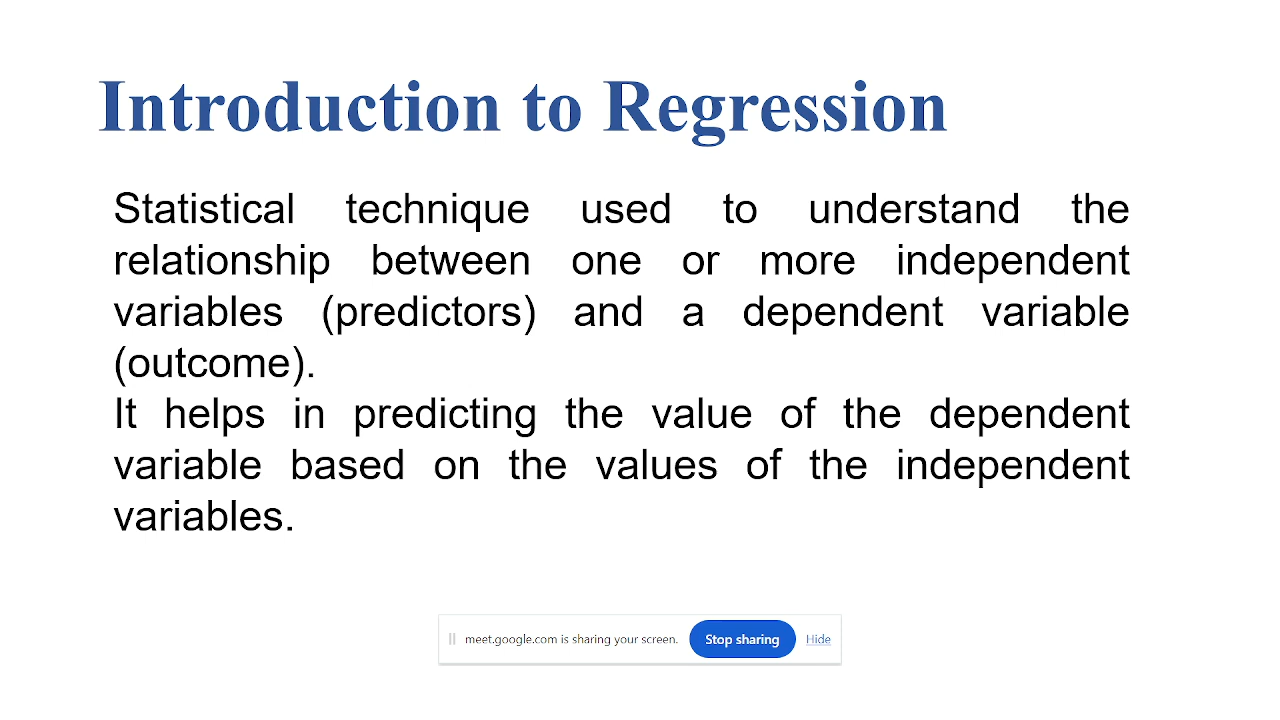 Introduction to Regression
Statistical technique used to understand the
relationship between one or more independent
variables (predictors) and a dependent variable
(outcome).
It helps in predicting the value of the dependent
variable based on the values of the independent
variables.
meet.google.com is sharing your screen. Stop sharing Hide